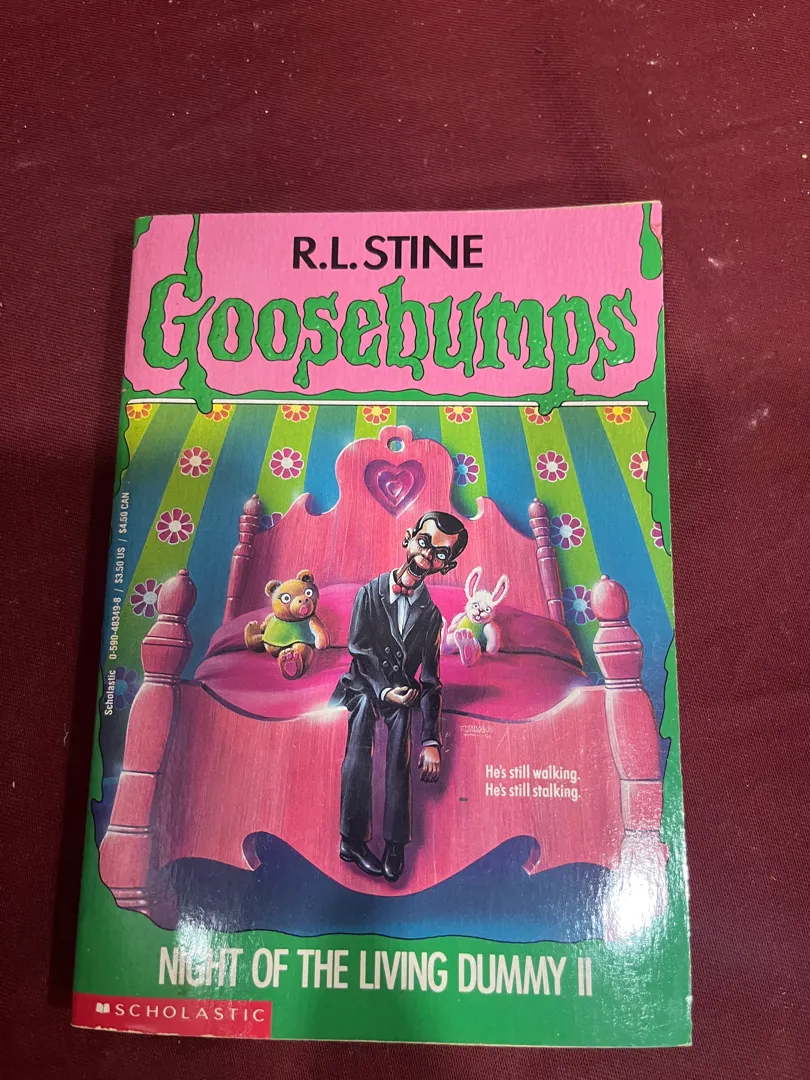 R.L. STINE
Goosebumps
Scholastic 0-590-48349-8 / $3.50 US / $4.50 CAN
He's still walking.
He's still stalking.
NIGHT OF THE LIVING DUMMY II
SCHOLASTIC